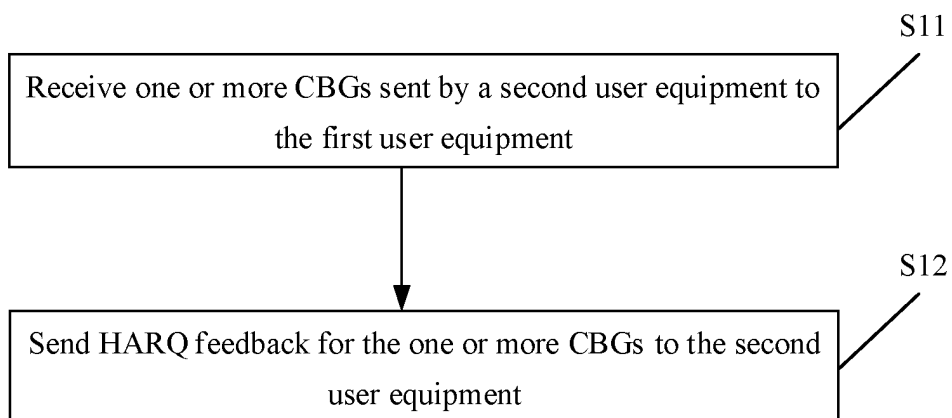 S11
Receive one or more CBGs sent by a second user equipment to
the first user equipment
S12
Send HARQ feedback for the one or more CBGs to the second
user equipment